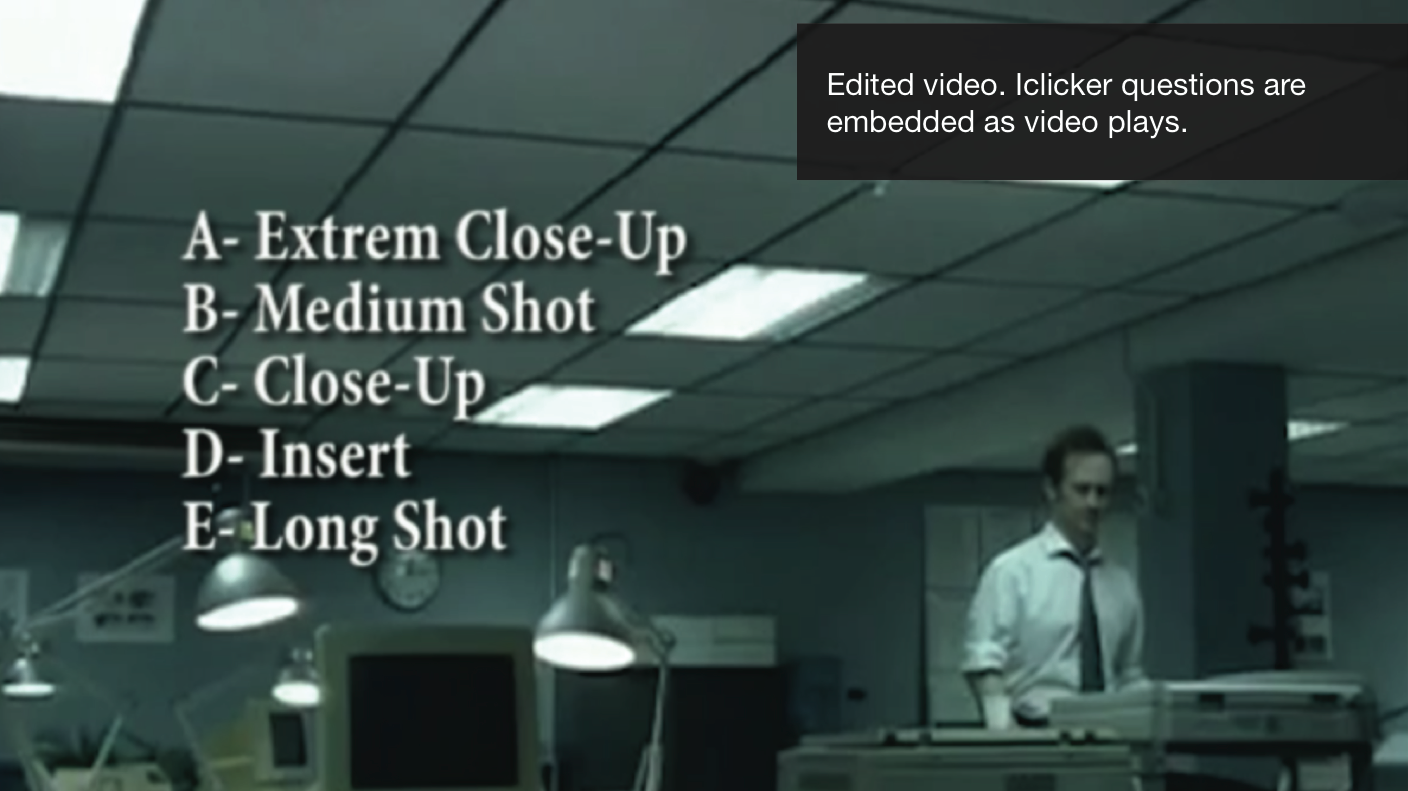 Edited video. Iclicker questions are
embedded as video plays.
A- Extrem Close-Up
B- Medium Shot
C- Close-Up
D- Insert
E- Long Shot